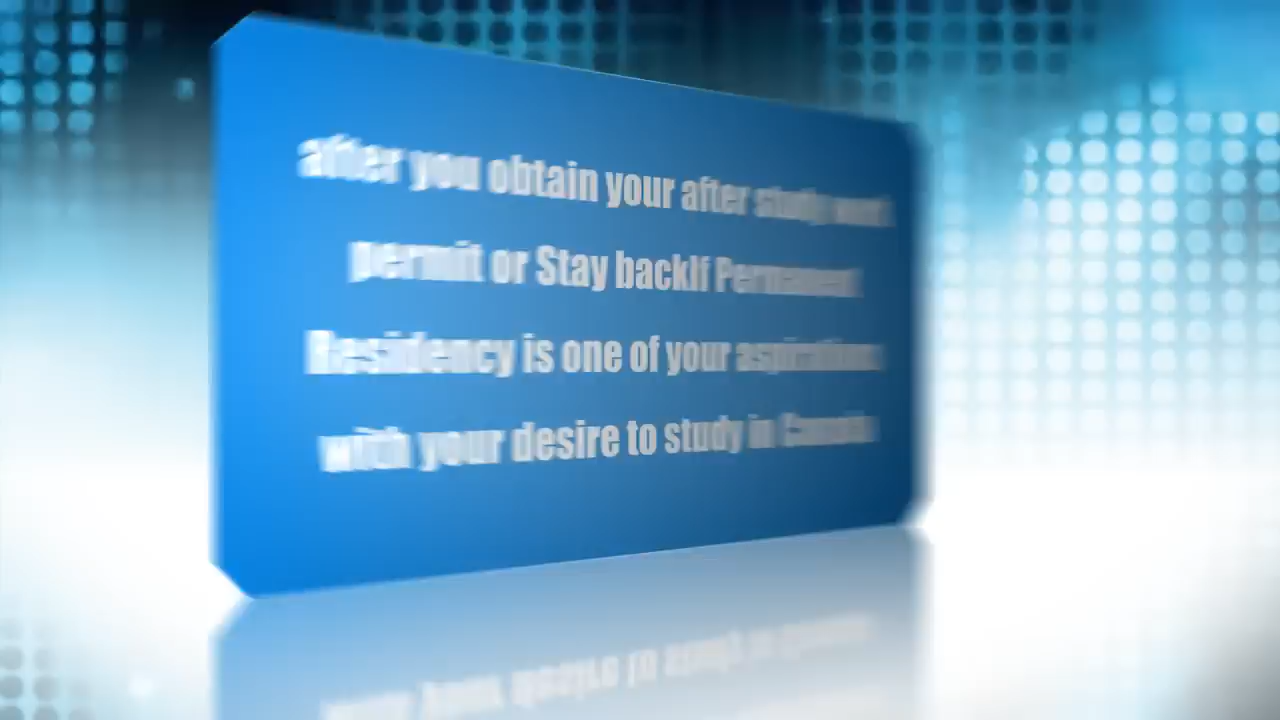 after you obtain your after study work
permit or Stay backIf Permanent
Residency is one of your aspirations
with your desire to study in Canada